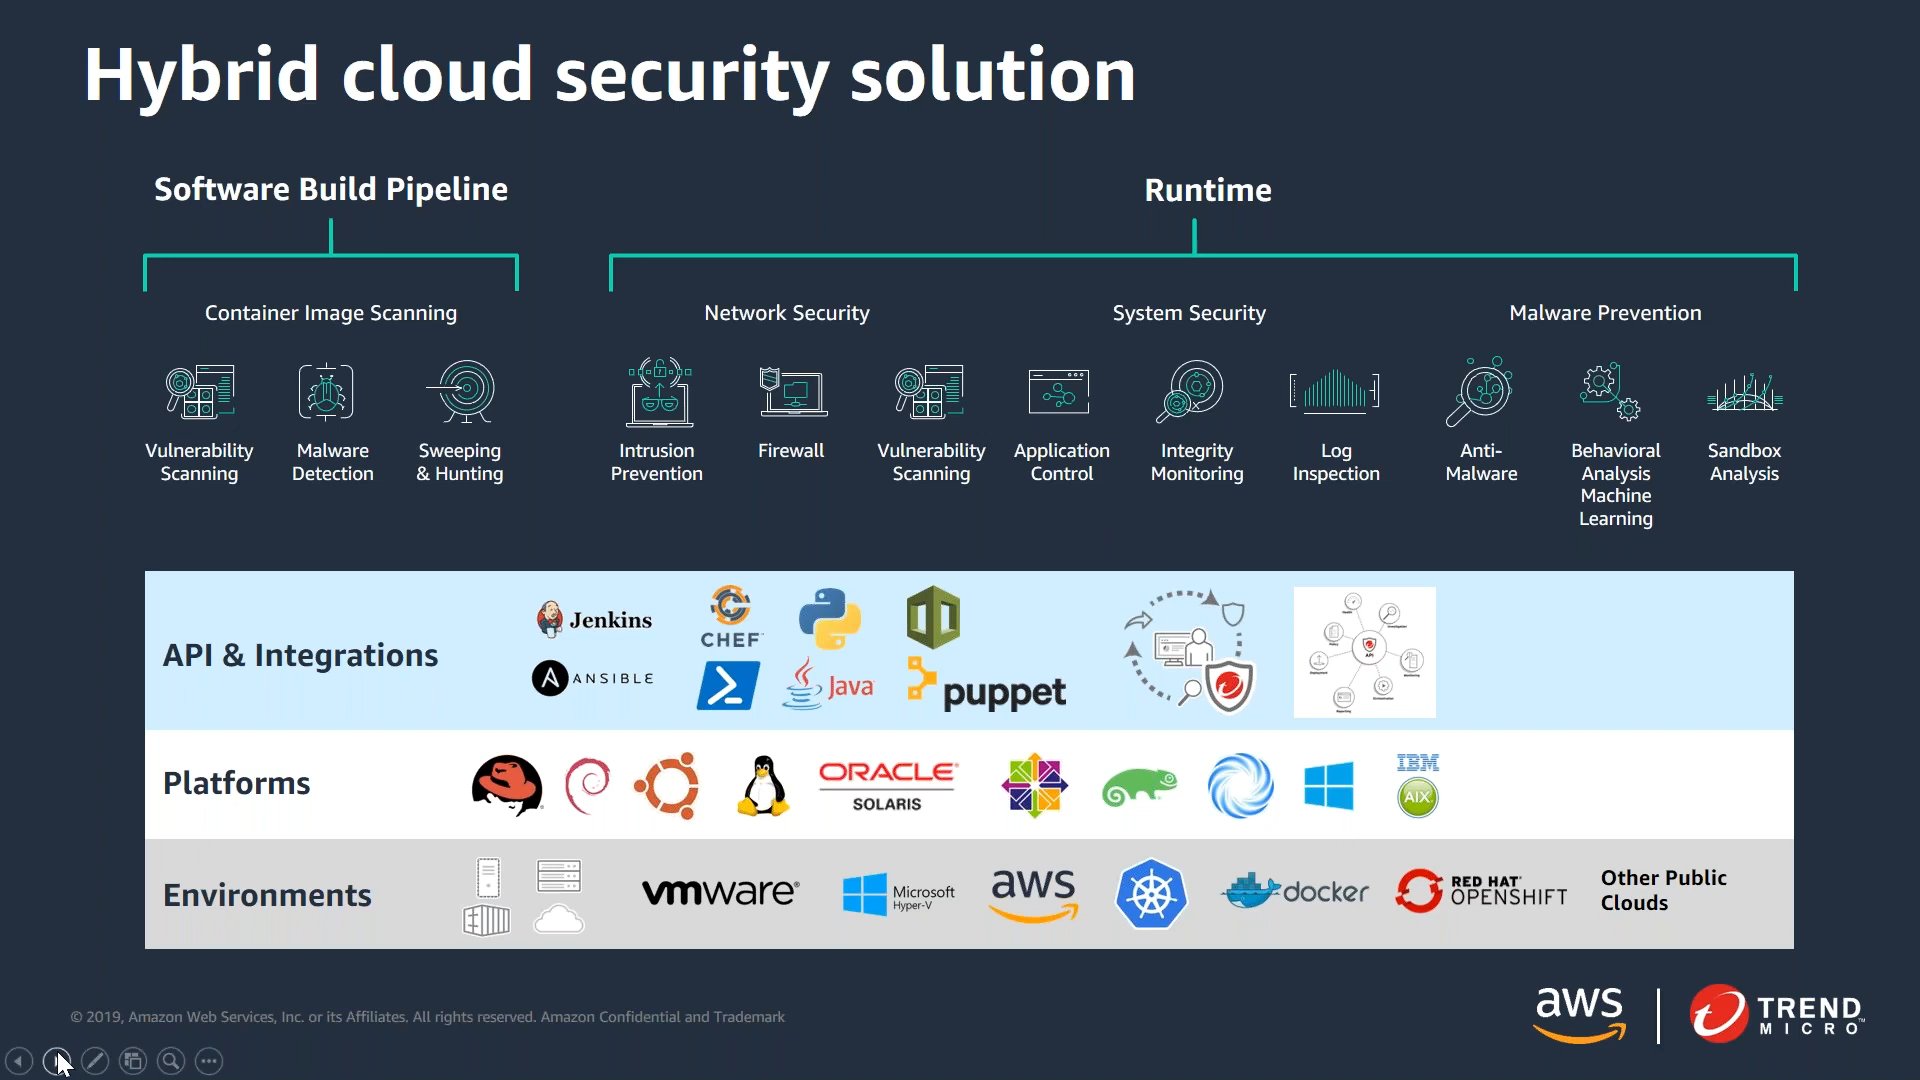 Hybrid cloud security solution
Software Build Pipeline
Runtime
Container Image Scanning
Network Security
System Security
Malware Prevention
Vulnerability
Scanning
Malware
Detection
Sweeping
& Hunting
Intrusion
Prevention
Firewall
Vulnerability
Scanning
Application
Control
Integrity
Monitoring
Log
Inspection
Anti-
Malware
Behavioral
Analysis
Machine
Learning
Sandbox
Analysis
API & Integrations
Jenkins
CHEF™
ANSIBLE
Java
puppet
API
Platforms
ORACLE®
SOLARIS
IBM
AIX
Environments
vmware®
Microsoft
Hyper-V
aws
docker
RED HAT®
OPENSHIFT
Other Public
Clouds
© 2019, Amazon Web Services, Inc. or its Affiliates. All rights reserved. Amazon Confidential and Trademark
aws
TREND
MICRO™